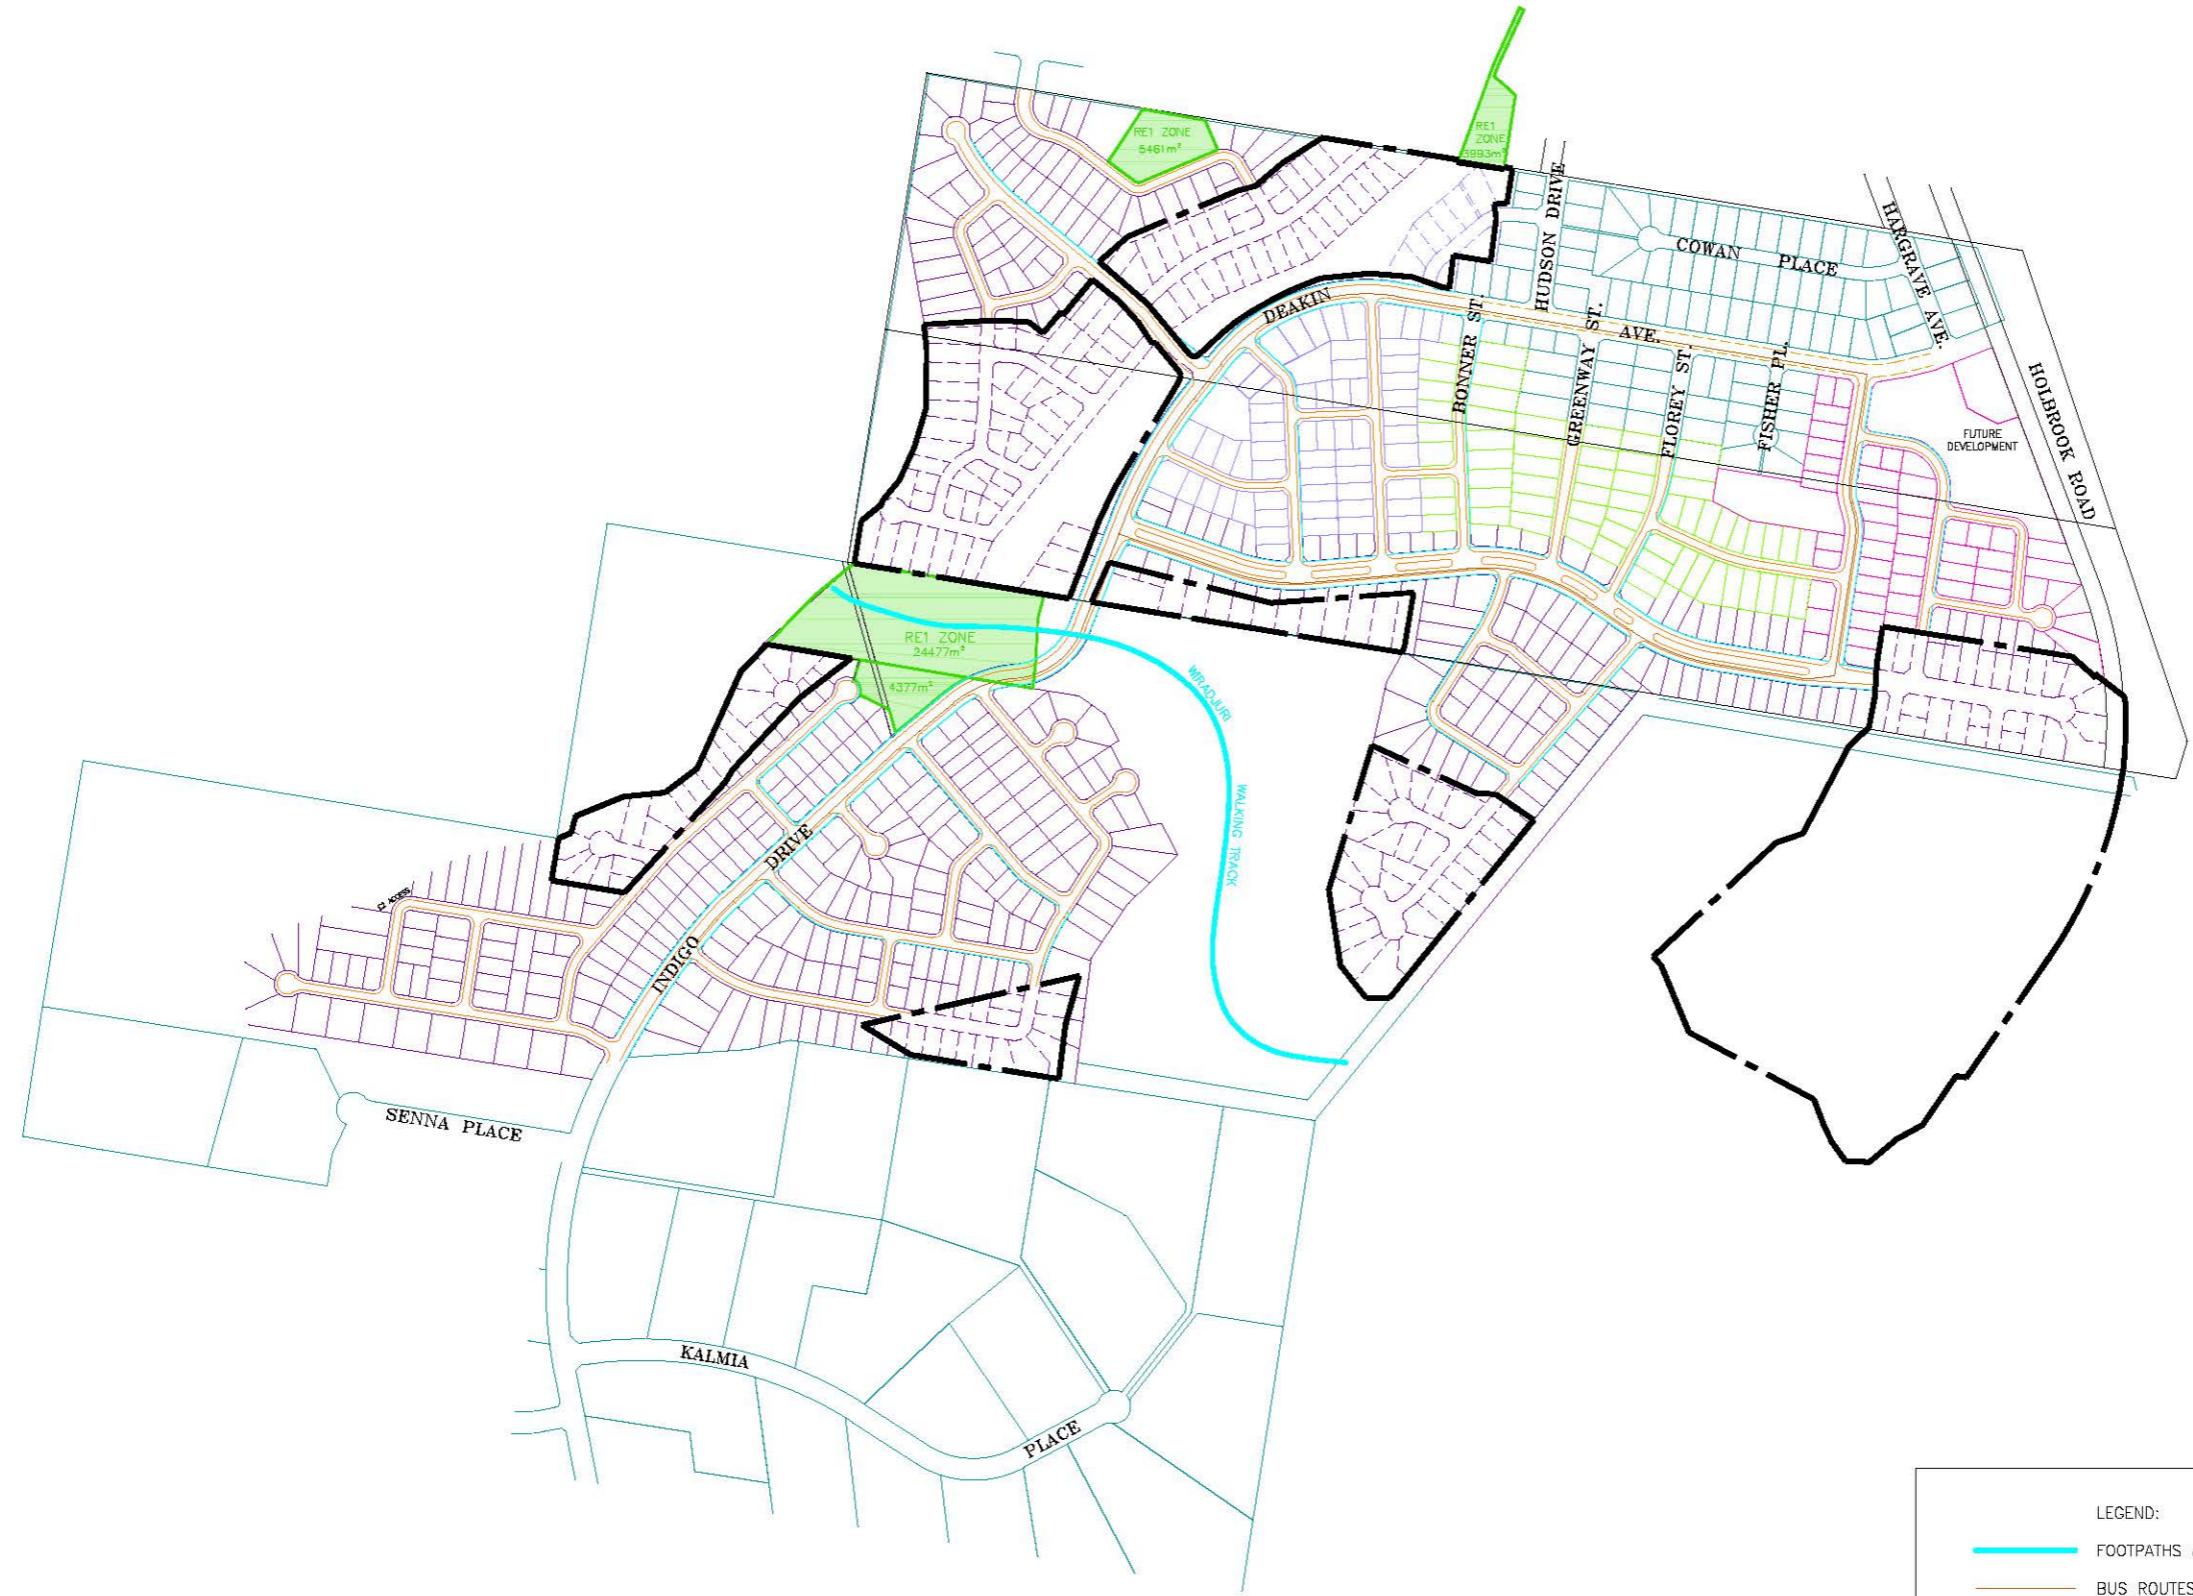 RE1 ZONE
5461m²
RE1
ZONE
3993m²
HUDSON DRIVE
COWAN PLACE
HARGRAVE AVE.
HOLBROOK ROAD
DEAKIN AVE.
BONNER ST.
GREENWAY ST.
FLOREY ST.
FISHER PL.
FUTURE
DEVELOPMENT
RE1 ZONE
24477m²
4377m²
WIRADJURI
WALKING TRACK
INDIGO DRIVE
ACCESS
SENNA PLACE
KALMIA PLACE
LEGEND:
FOOTPATHS
BUS ROUTES